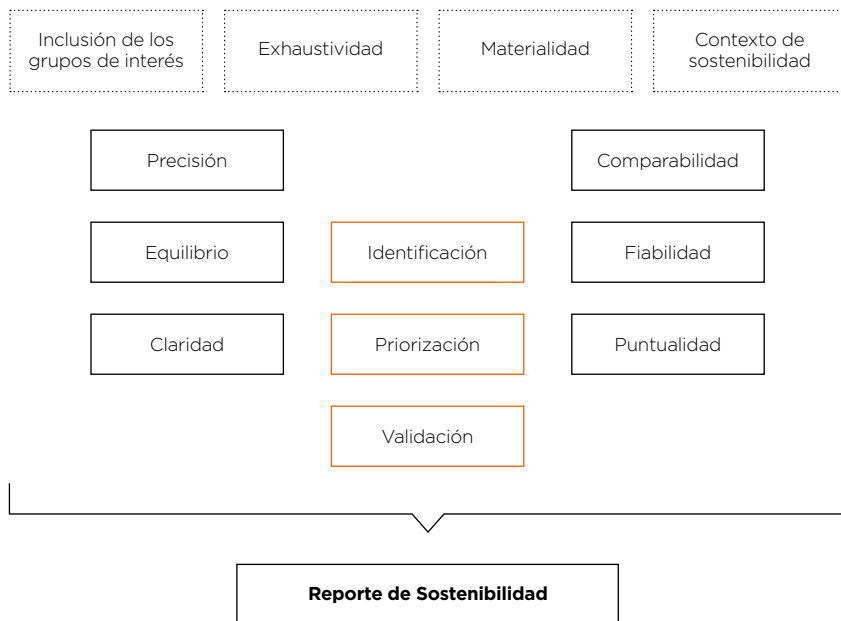 Inclusión de los
grupos de interés
Exhaustividad
Materialidad
Contexto de
sostenibilidad
Precisión
Comparabilidad
Equilibrio
Identificación
Fiabilidad
Claridad
Priorización
Puntualidad
Validación
Reporte de Sostenibilidad